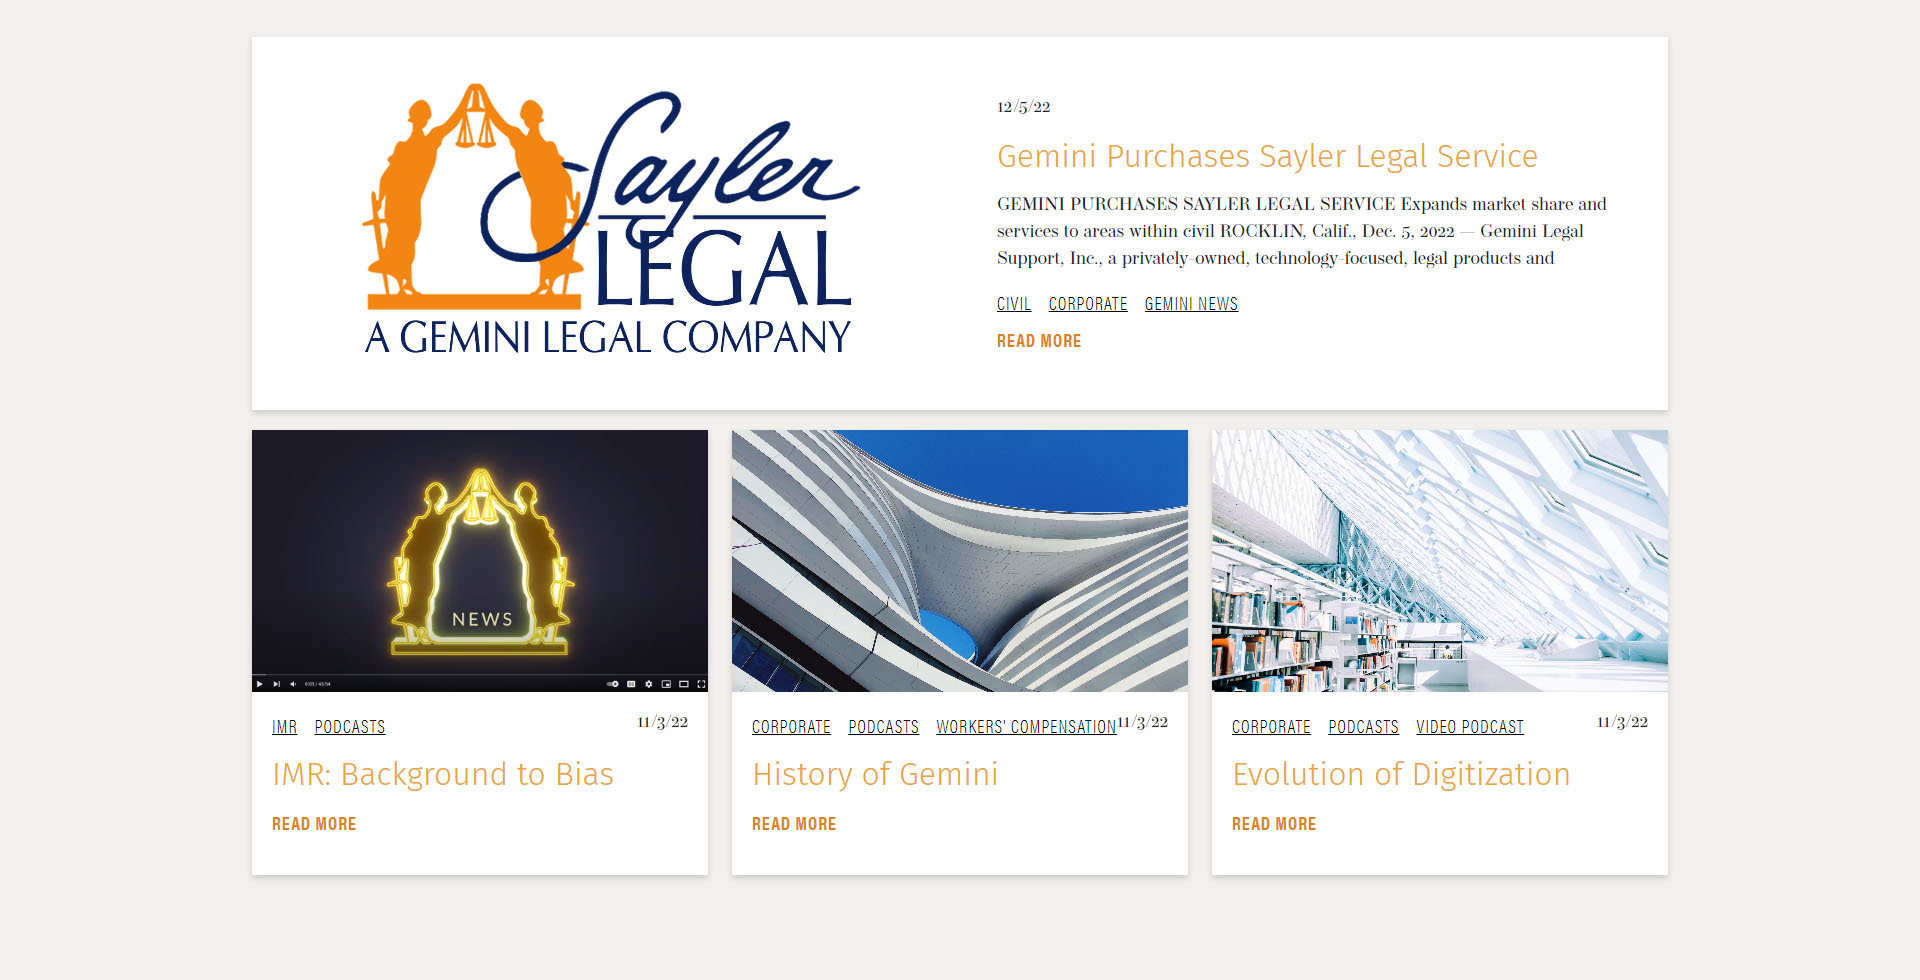 Sayler
LEGAL
A GEMINI LEGAL COMPANY
12/5/22
Gemini Purchases Sayler Legal Service
GEMINI PURCHASES SAYLER LEGAL SERVICE Expands market share and
services to areas within civil ROCKLIN, Calif., Dec. 5, 2022 — Gemini Legal
Support, Inc., a privately-owned, technology-focused, legal products and
CIVIL CORPORATE GEMINI NEWS
READ MORE
NEWS
IMR PODCASTS 11/3/22
IMR: Background to Bias
READ MORE
CORPORATE PODCASTS WORKERS' COMPENSATION 11/3/22
History of Gemini
READ MORE
CORPORATE PODCASTS VIDEO PODCAST 11/3/22
Evolution of Digitization
READ MORE